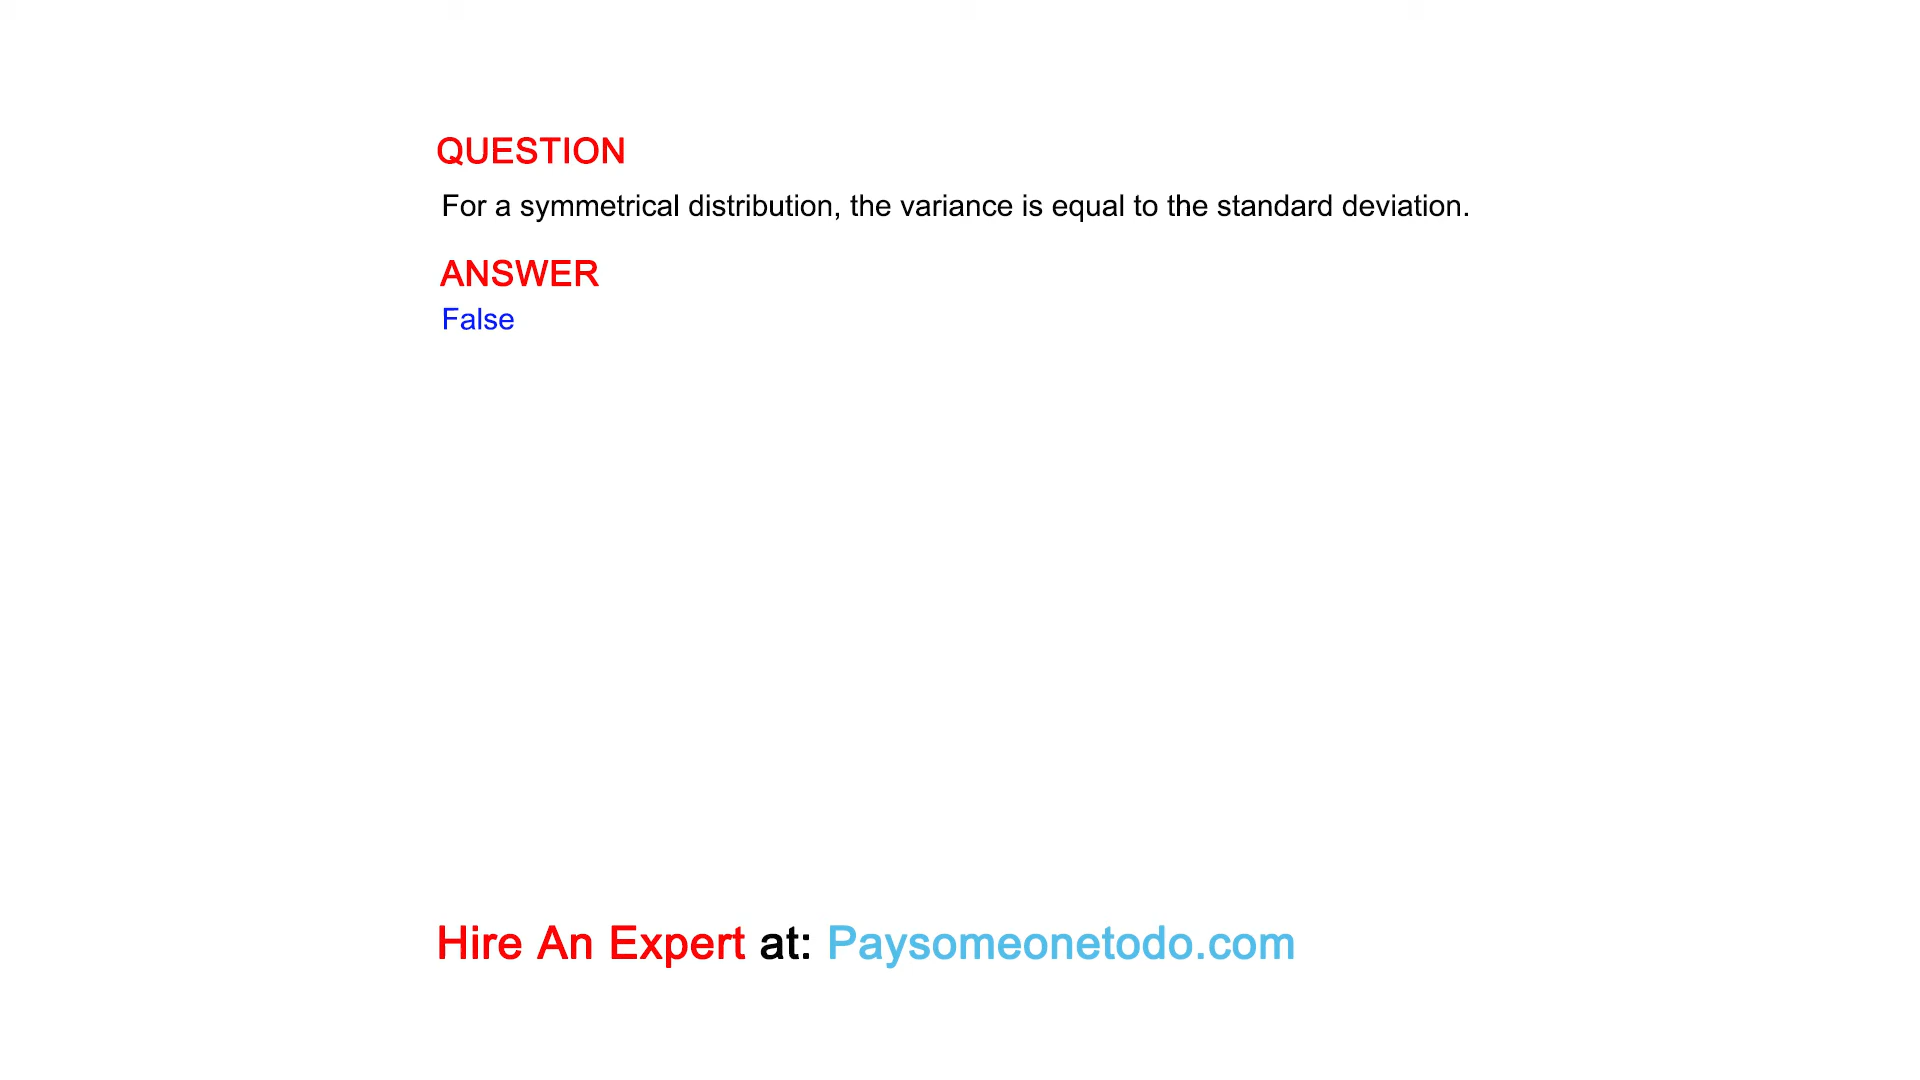 QUESTION
For a symmetrical distribution, the variance is equal to the standard deviation.
ANSWER
False
Hire An Expert at: Paysomeonetodo.com